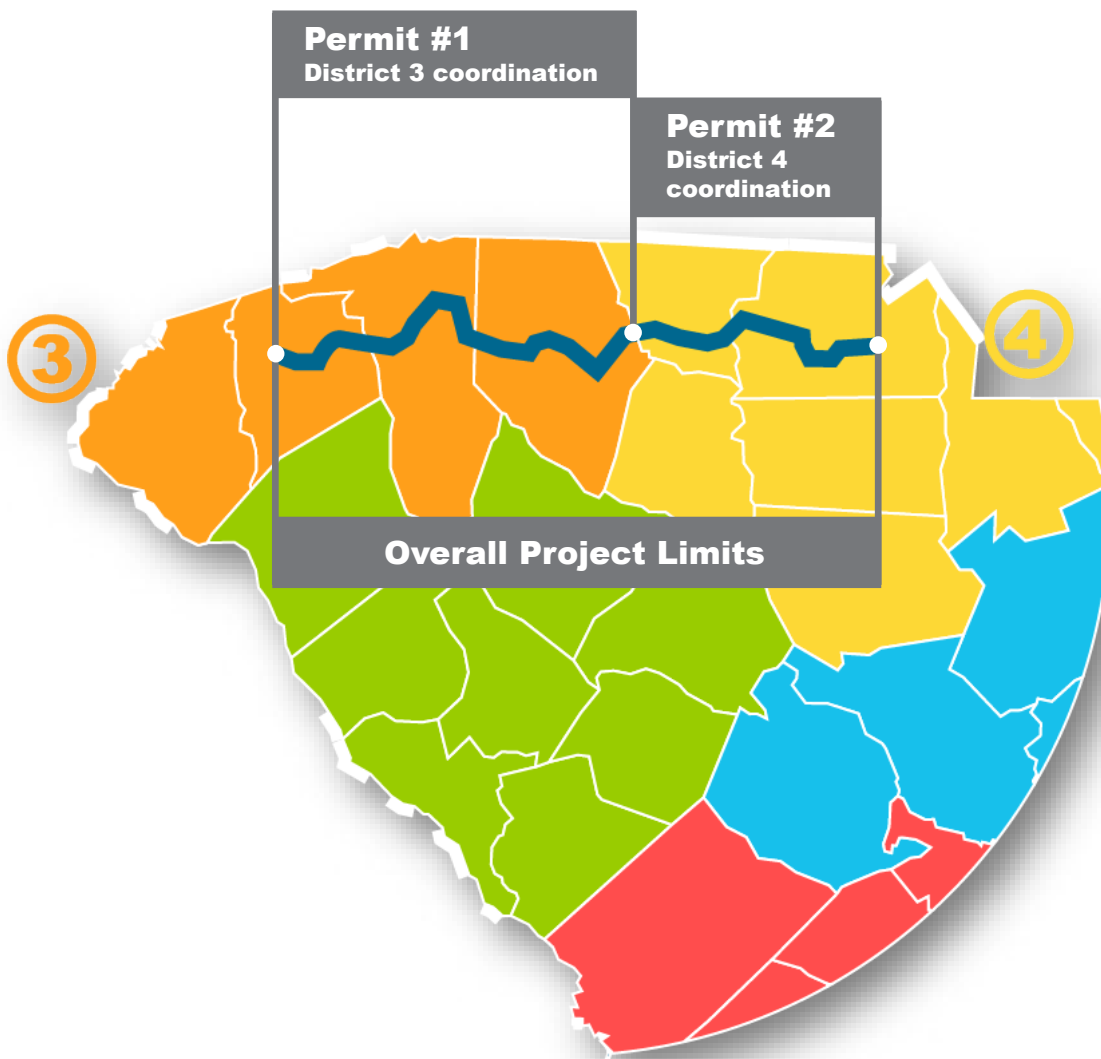 Permit #1
District 3 coordination
Permit #2
District 4
coordination
3
4
Overall Project Limits